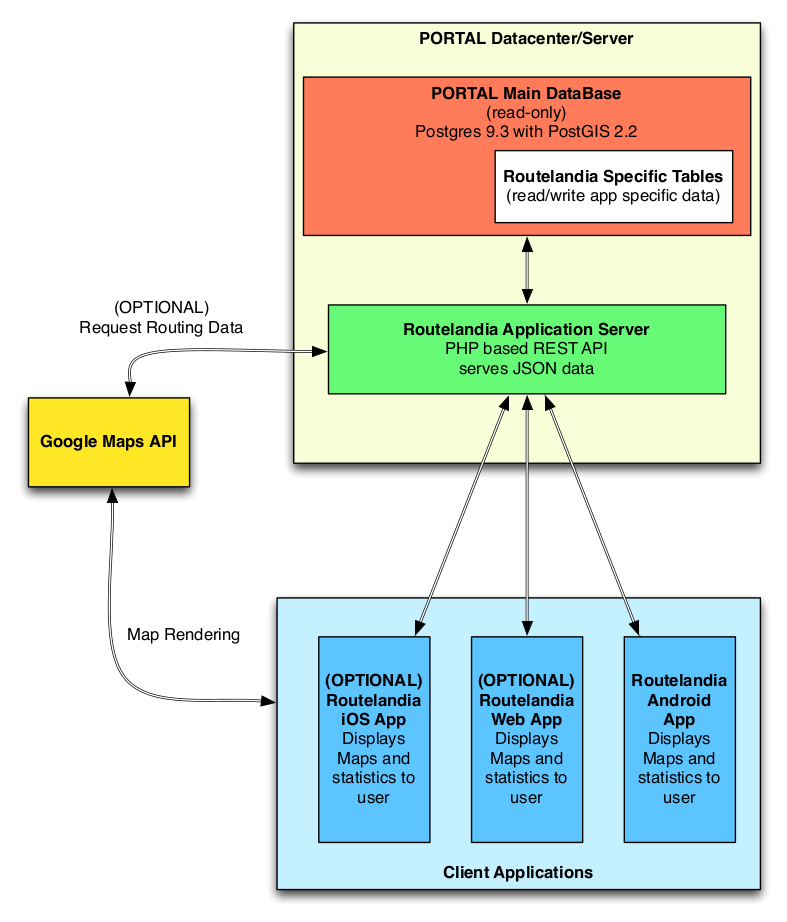 PORTAL Datacenter/Server
PORTAL Main DataBase
(read-only)
Postgres 9.3 with PostGIS 2.2
Routelandia Specific Tables
(read/write app specific data)
(OPTIONAL)
Request Routing Data
Routelandia Application Server
PHP based REST API
serves JSON data
Google Maps API
Map Rendering
(OPTIONAL)
Routelandia
iOS App
Displays
Maps and
statistics to
user
(OPTIONAL)
Routelandia
Web App
Displays
Maps and
statistics to
user
Routelandia
Android
App
Displays
Maps and
statistics to
user
Client Applications